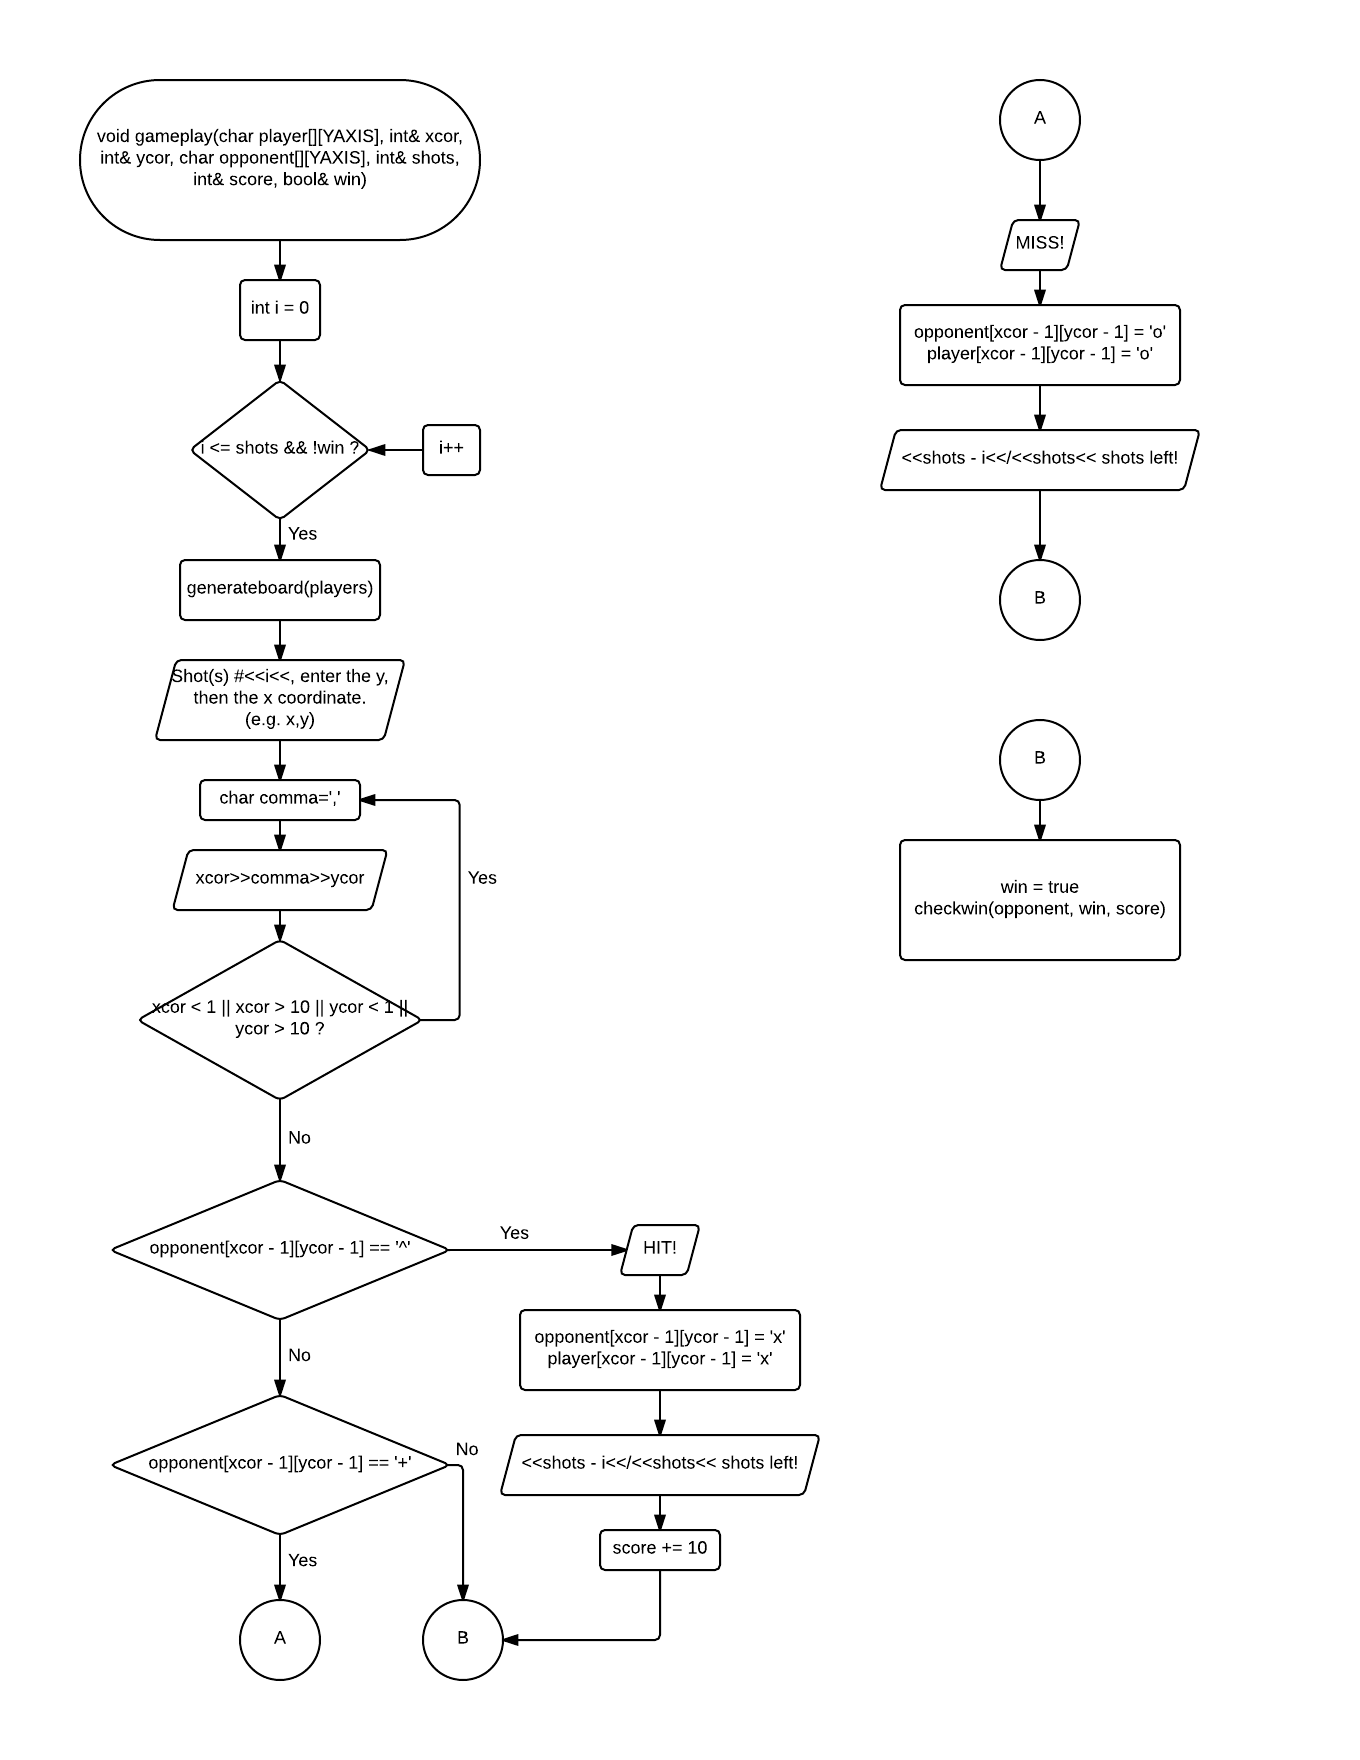 void gameplay(char player[][YAXIS], int& xcor,
int& ycor, char opponent[][YAXIS], int& shots,
int& score, bool& win)
int i = 0
i <= shots && !win ?
i++
Yes
generateboard(players)
Shot(s) #<<i<<, enter the y,
then the x coordinate.
(e.g. x,y)
char comma=','
xcor>>comma>>ycor
Yes
xcor < 1 || xcor > 10 || ycor < 1 ||
ycor > 10 ?
No
opponent[xcor - 1][ycor - 1] == '^'
Yes
HIT!
opponent[xcor - 1][ycor - 1] = 'x'
player[xcor - 1][ycor - 1] = 'x'
<<shots - i<</<<shots<< shots left!
score += 10
No
opponent[xcor - 1][ycor - 1] == '+'
No
Yes
A
B
A
MISS!
opponent[xcor - 1][ycor - 1] = 'o'
player[xcor - 1][ycor - 1] = 'o'
<<shots - i<</<<shots<< shots left!
B
B
win = true
checkwin(opponent, win, score)